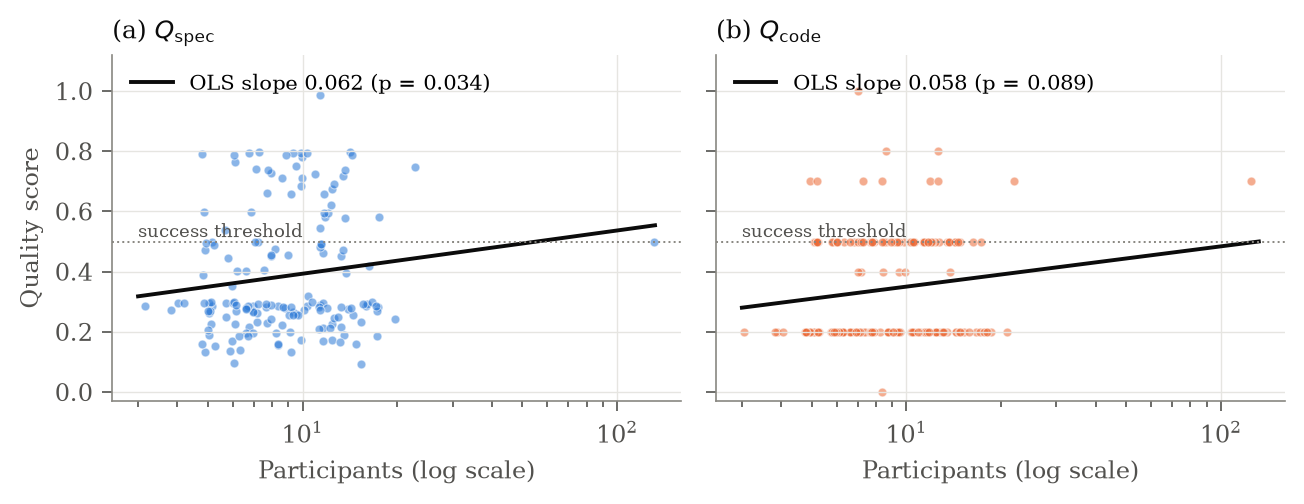 (a) Q_spec
OLS slope 0.062 (p = 0.034)
success threshold
Quality score
1.0
0.8
0.6
0.4
0.2
0.0
10^1
10^2
Participants (log scale)
(b) Q_code
OLS slope 0.058 (p = 0.089)
success threshold
10^1
10^2
Participants (log scale)